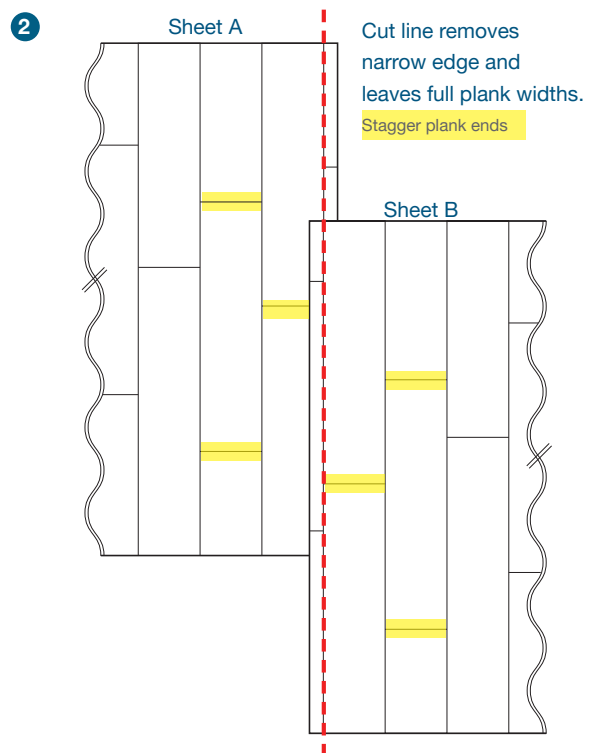 2
Sheet A
Cut line removes
narrow edge and
leaves full plank widths.
Stagger plank ends
Sheet B